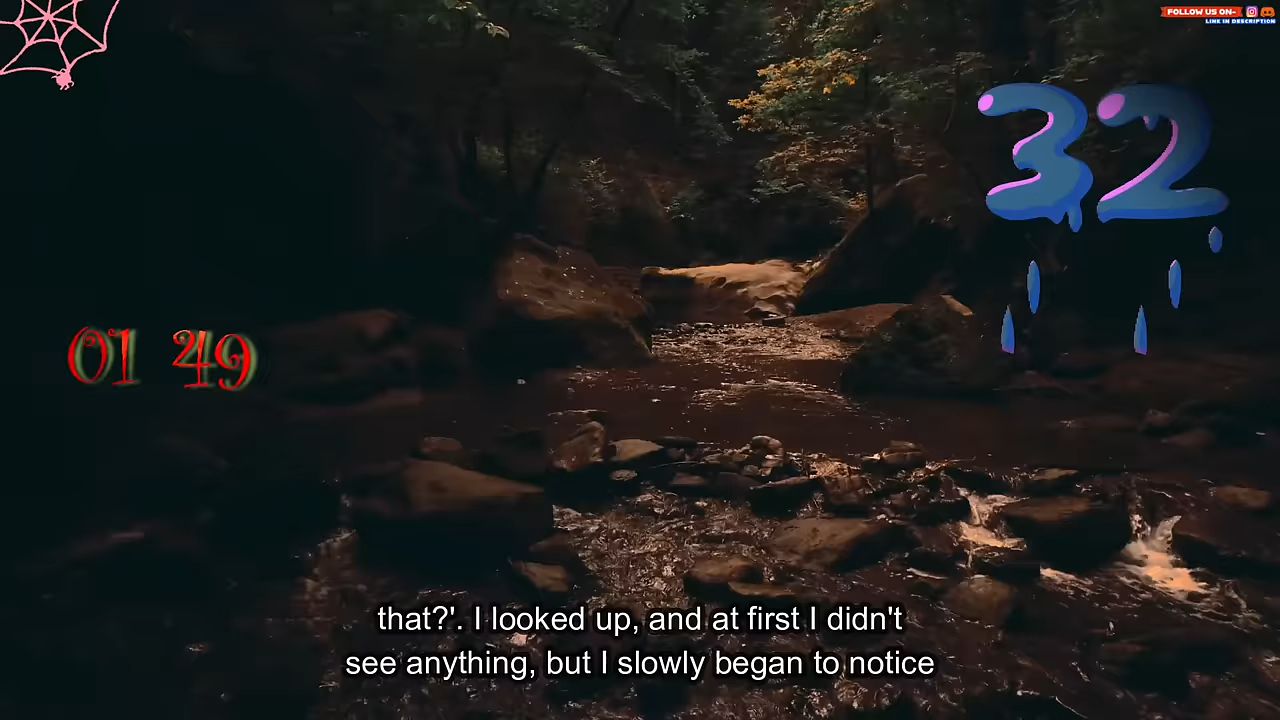 FOLLOW US ON-
LINK IN DESCRIPTION
32
01 49
that?'. I looked up, and at first I didn't
see anything, but I slowly began to notice